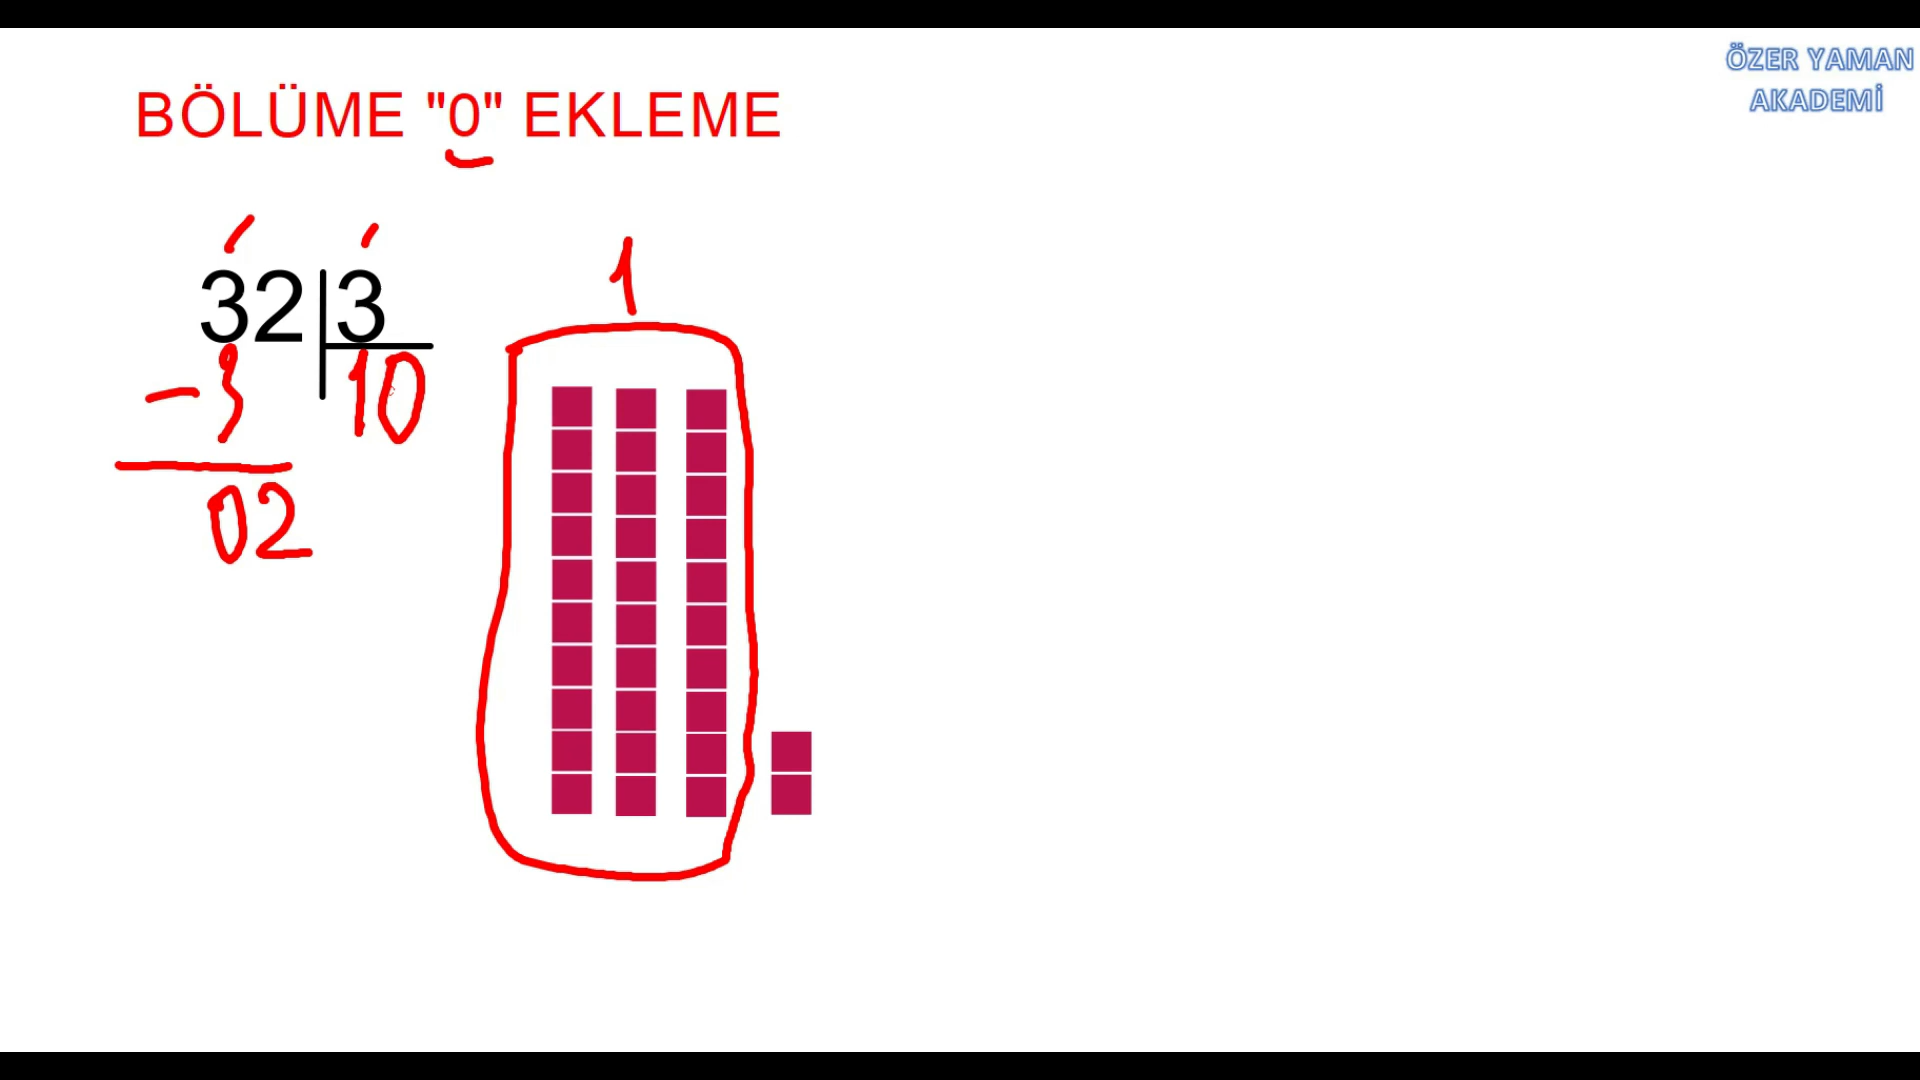 ÖZER YAMAN
AKADEMİ
BÖLÜME "0" EKLEME
32 3
- 3 10
02
1